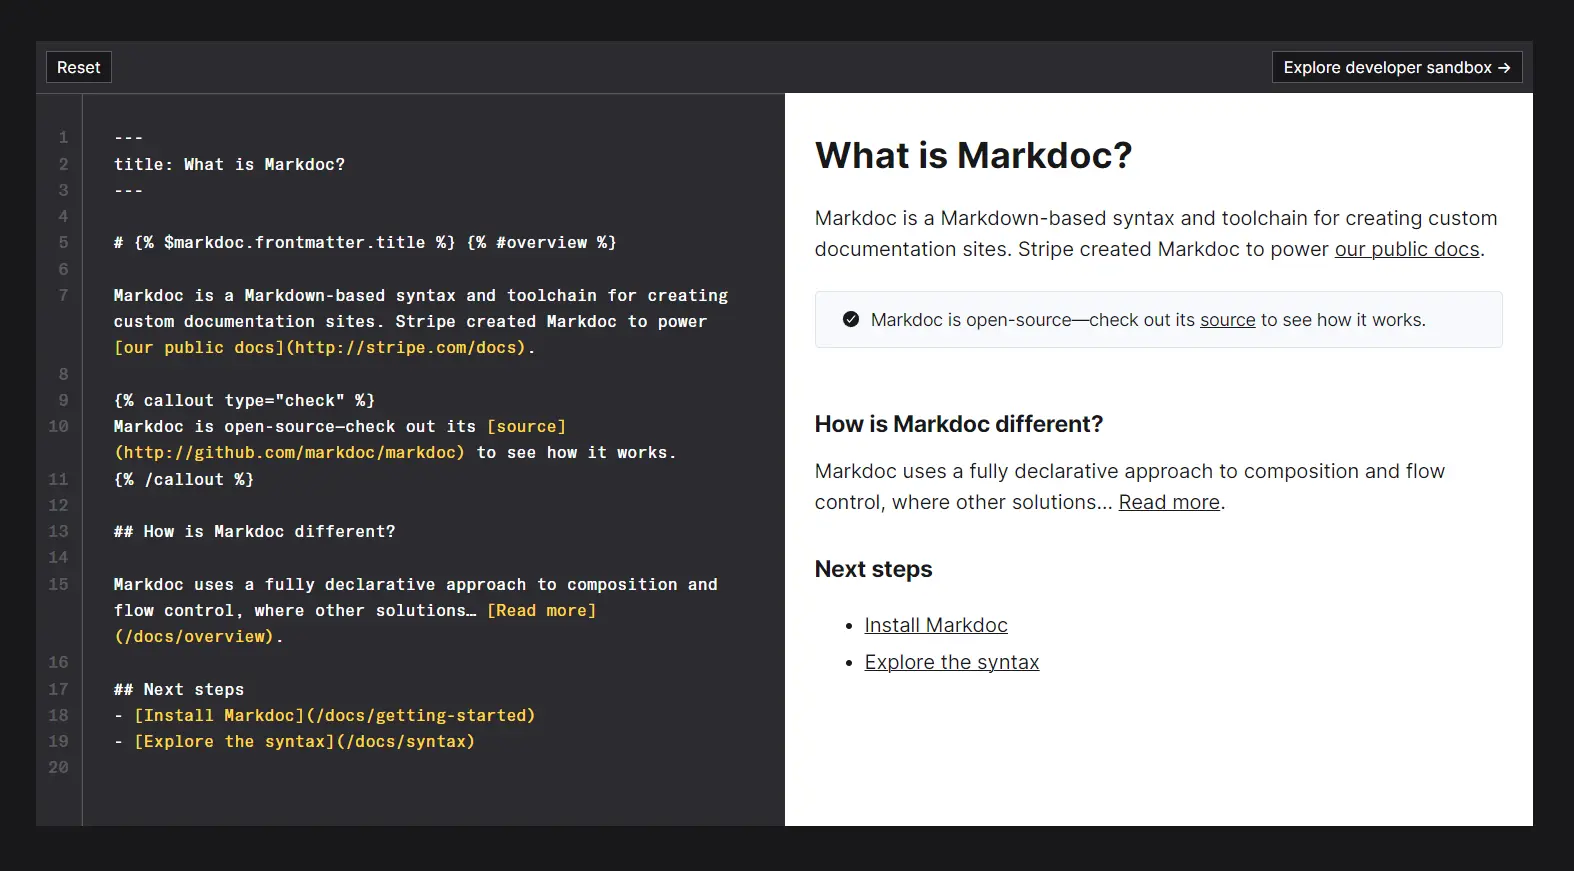 Reset
Explore developer sandbox →
1 ---
2 title: What is Markdoc?
3 ---
4
5 # {% $markdoc.frontmatter.title %} {% #overview %}
6
7 Markdoc is a Markdown-based syntax and toolchain for creating
custom documentation sites. Stripe created Markdoc to power
[our public docs](http://stripe.com/docs).
8
9 {% callout type="check" %}
10 Markdoc is open-source—check out its [source]
(http://github.com/markdoc/markdoc) to see how it works.
11 {% /callout %}
12
13 ## How is Markdoc different?
14
15 Markdoc uses a fully declarative approach to composition and
flow control, where other solutions… [Read more]
(/docs/overview).
16
17 ## Next steps
18 - [Install Markdoc](/docs/getting-started)
19 - [Explore the syntax](/docs/syntax)
20
What is Markdoc?
Markdoc is a Markdown-based syntax and toolchain for creating custom
documentation sites. Stripe created Markdoc to power our public docs.
Markdoc is open-source—check out its source to see how it works.
How is Markdoc different?
Markdoc uses a fully declarative approach to composition and flow
control, where other solutions… Read more.
Next steps
• Install Markdoc
• Explore the syntax